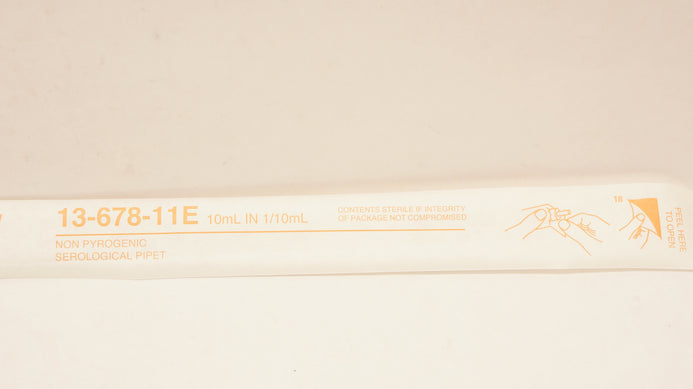 13-678-11E 10mL IN 1/10mL
CONTENTS STERILE IF INTEGRITY
OF PACKAGE NOT COMPROMISED
NON PYROGENIC
SEROLOGICAL PIPET
18
PEEL HERE
TO OPEN